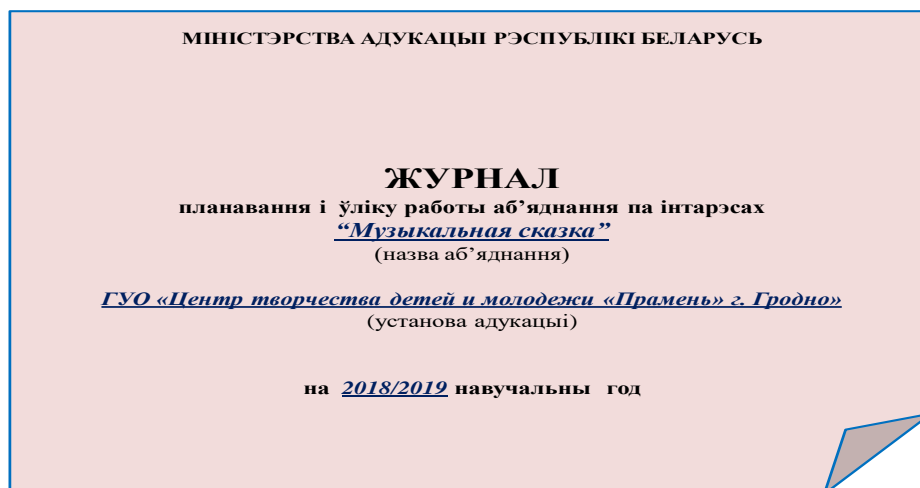 МІНІСТЭРСТВА АДУКАЦЫІ РЭСПУБЛІКІ БЕЛАРУСЬ
ЖУРНАЛ
планавання і ўліку работы аб’яднання па інтарэсах
“Музыкальная сказка”
(назва аб’яднання)
ГУО «Центр творчества детей и молодежи «Прамень» г. Гродно»
(установа адукацыі)
на 2018/2019 навучальны год